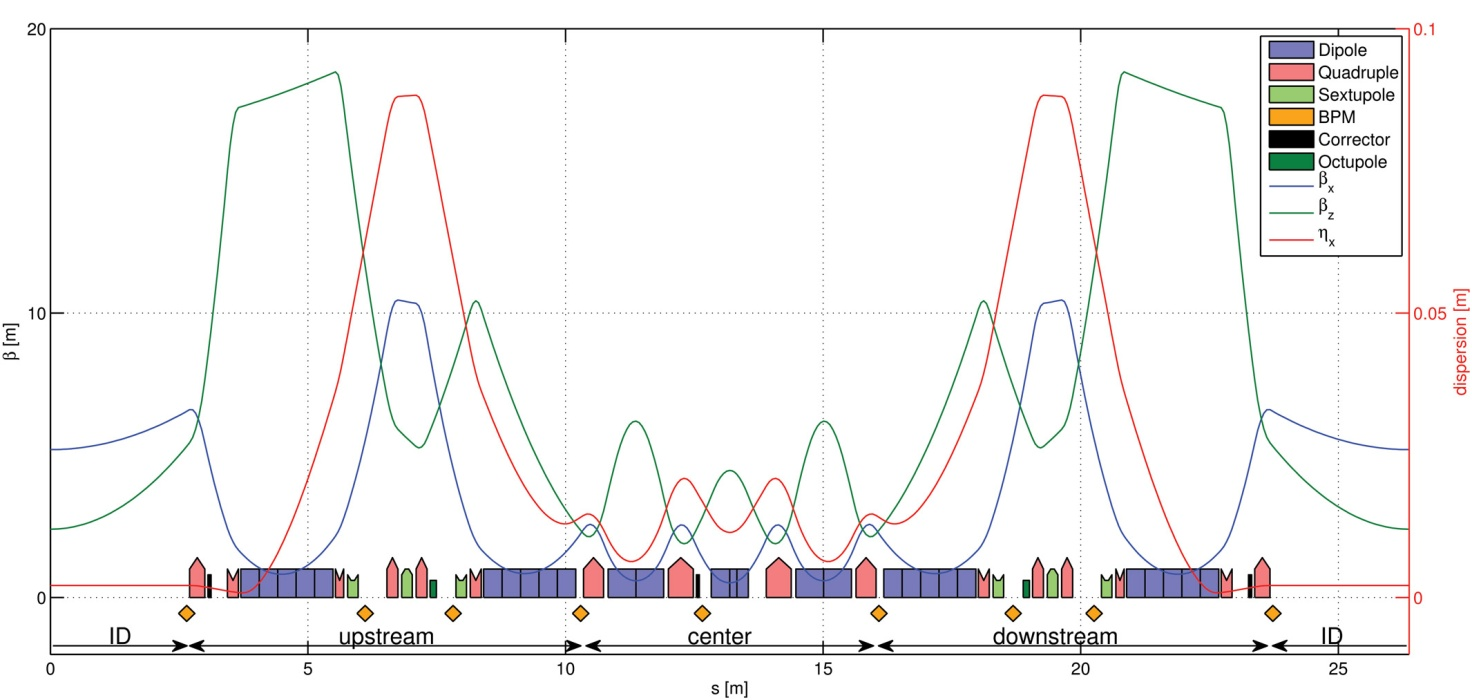 20
0.1
Dipole
Quadruple
Sextupole
BPM
Corrector
Octupole
βx
βz
ηx
10
0.05
β [m]
dispersion [m]
0
0
ID
upstream
center
downstream
ID
0
5
10
15
20
25
s [m]